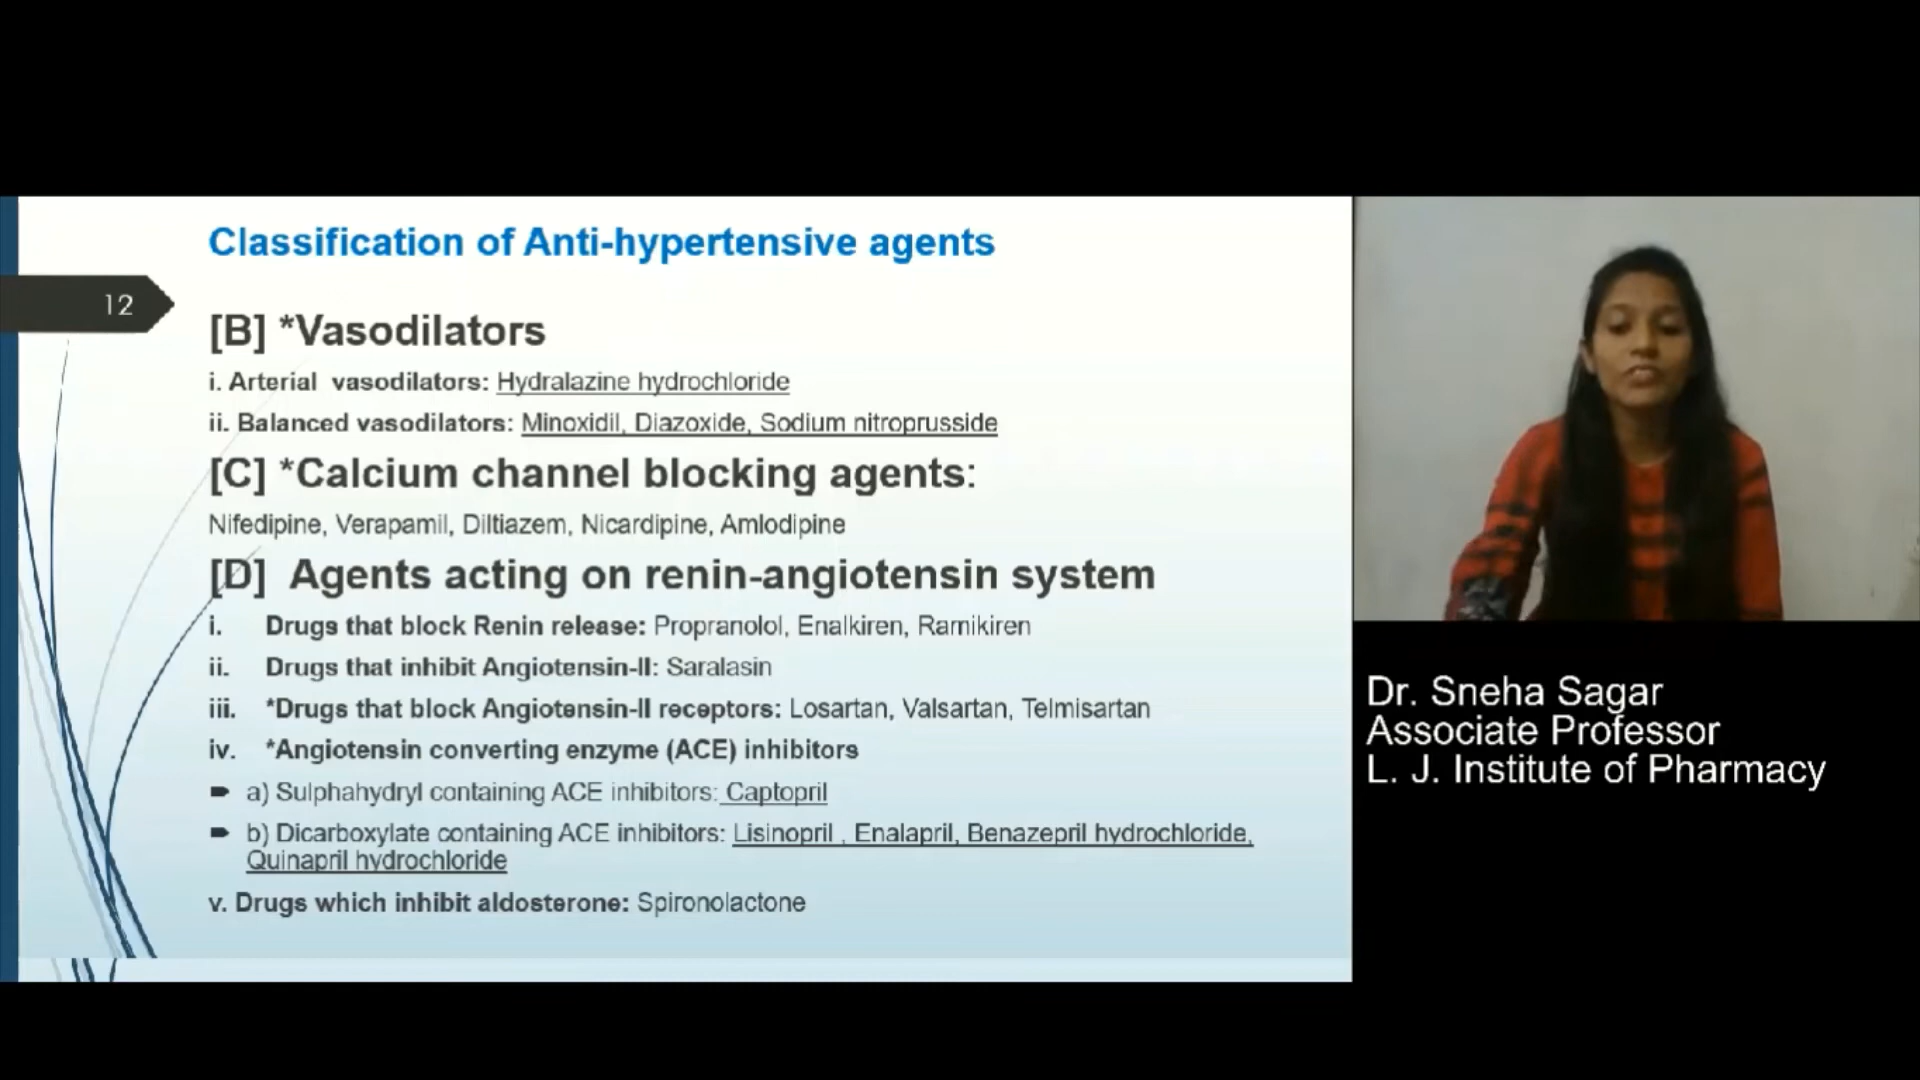 Classification of Anti-hypertensive agents
12
[B] *Vasodilators
i. Arterial vasodilators: Hydralazine hydrochloride
ii. Balanced vasodilators: Minoxidil, Diazoxide, Sodium nitroprusside
[C] *Calcium channel blocking agents:
Nifedipine, Verapamil, Diltiazem, Nicardipine, Amlodipine
[D] Agents acting on renin-angiotensin system
i. Drugs that block Renin release: Propranolol, Enalkiren, Ramikiren
ii. Drugs that inhibit Angiotensin-II: Saralasin
iii. *Drugs that block Angiotensin-II receptors: Losartan, Valsartan, Telmisartan
iv. *Angiotensin converting enzyme (ACE) inhibitors
a) Sulphahydryl containing ACE inhibitors: Captopril
b) Dicarboxylate containing ACE inhibitors: Lisinopril , Enalapril, Benazepril hydrochloride,
Quinapril hydrochloride
v. Drugs which inhibit aldosterone: Spironolactone
Dr. Sneha Sagar
Associate Professor
L. J. Institute of Pharmacy